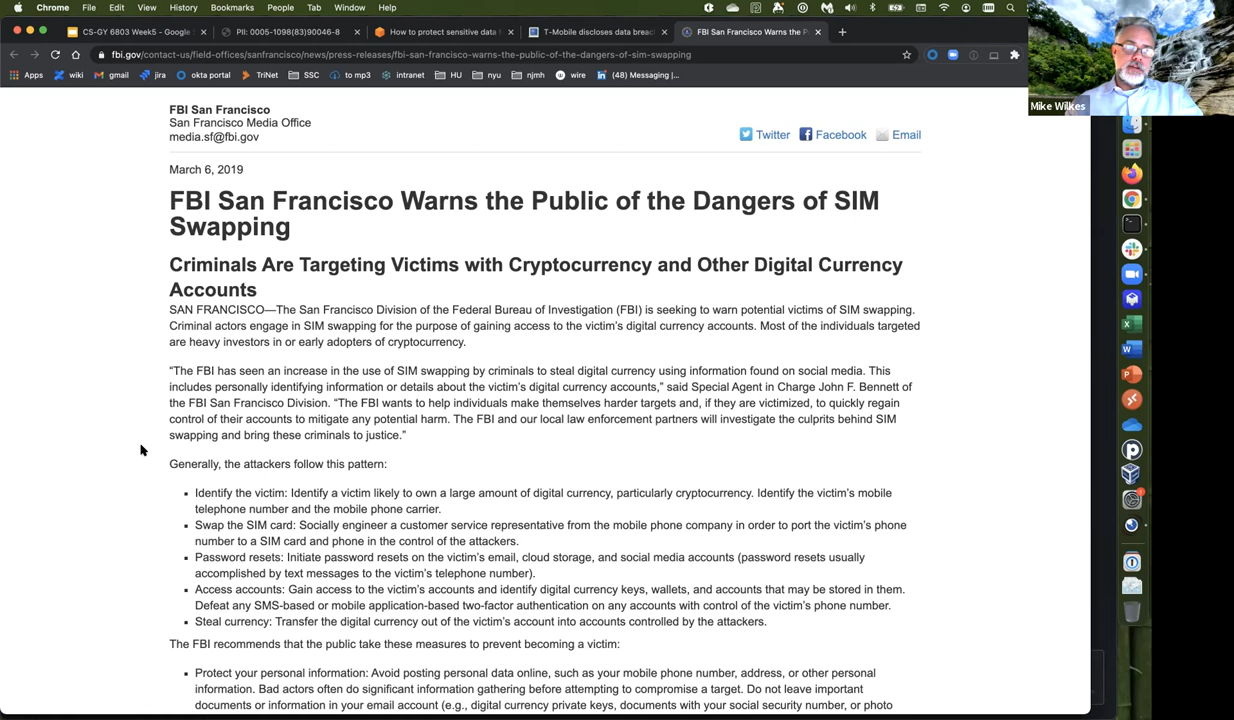 Chrome File Edit View History Bookmarks People Tab Window Help
CS-GY 6803 Week5 - Google
PII: 0005-1098(83)90046-8
How to protect sensitive data
T-Mobile discloses data breach
FBI San Francisco Warns the P
fbi.gov/contact-us/field-offices/sanfrancisco/news/press-releases/fbi-san-francisco-warns-the-public-of-the-dangers-of-sim-swapping
Apps wiki gmail jira okta portal TriNet SSC to mp3 intranet HU nyu njmh wire (48) Messaging |...
Mike Wilkes
FBI San Francisco
San Francisco Media Office
media.sf@fbi.gov
Twitter Facebook Email
March 6, 2019
FBI San Francisco Warns the Public of the Dangers of SIM
Swapping
Criminals Are Targeting Victims with Cryptocurrency and Other Digital Currency
Accounts
SAN FRANCISCO—The San Francisco Division of the Federal Bureau of Investigation (FBI) is seeking to warn potential victims of SIM swapping.
Criminal actors engage in SIM swapping for the purpose of gaining access to the victim's digital currency accounts. Most of the individuals targeted
are heavy investors in or early adopters of cryptocurrency.
“The FBI has seen an increase in the use of SIM swapping by criminals to steal digital currency using information found on social media. This
includes personally identifying information or details about the victim's digital currency accounts,” said Special Agent in Charge John F. Bennett of
the FBI San Francisco Division. “The FBI wants to help individuals make themselves harder targets and, if they are victimized, to quickly regain
control of their accounts to mitigate any potential harm. The FBI and our local law enforcement partners will investigate the culprits behind SIM
swapping and bring these criminals to justice.”
Generally, the attackers follow this pattern:
▪ Identify the victim: Identify a victim likely to own a large amount of digital currency, particularly cryptocurrency. Identify the victim's mobile
telephone number and the mobile phone carrier.
▪ Swap the SIM card: Socially engineer a customer service representative from the mobile phone company in order to port the victim's phone
number to a SIM card and phone in the control of the attackers.
▪ Password resets: Initiate password resets on the victim's email, cloud storage, and social media accounts (password resets usually
accomplished by text messages to the victim's telephone number).
▪ Access accounts: Gain access to the victim's accounts and identify digital currency keys, wallets, and accounts that may be stored in them.
Defeat any SMS-based or mobile application-based two-factor authentication on any accounts with control of the victim's phone number.
▪ Steal currency: Transfer the digital currency out of the victim's account into accounts controlled by the attackers.
The FBI recommends that the public take these measures to prevent becoming a victim:
▪ Protect your personal information: Avoid posting personal data online, such as your mobile phone number, address, or other personal
information. Bad actors often do significant information gathering before attempting to compromise a target. Do not leave important
documents or information in your email account (e.g., digital currency private keys, documents with your social security number, or photo